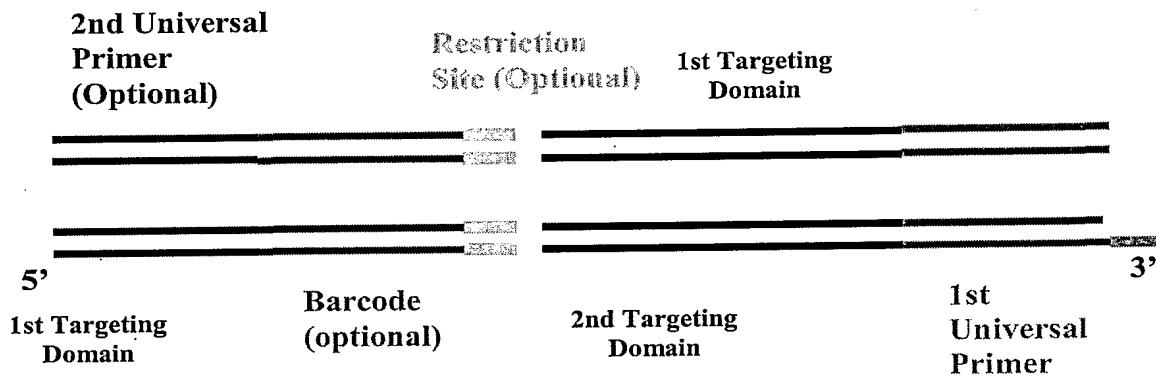 2nd Universal
Primer
(Optional)
Restriction
Site (Optional)
1st Targeting
Domain
5’
3’
1st Targeting
Domain
Barcode
(optional)
2nd Targeting
Domain
1st
Universal
Primer